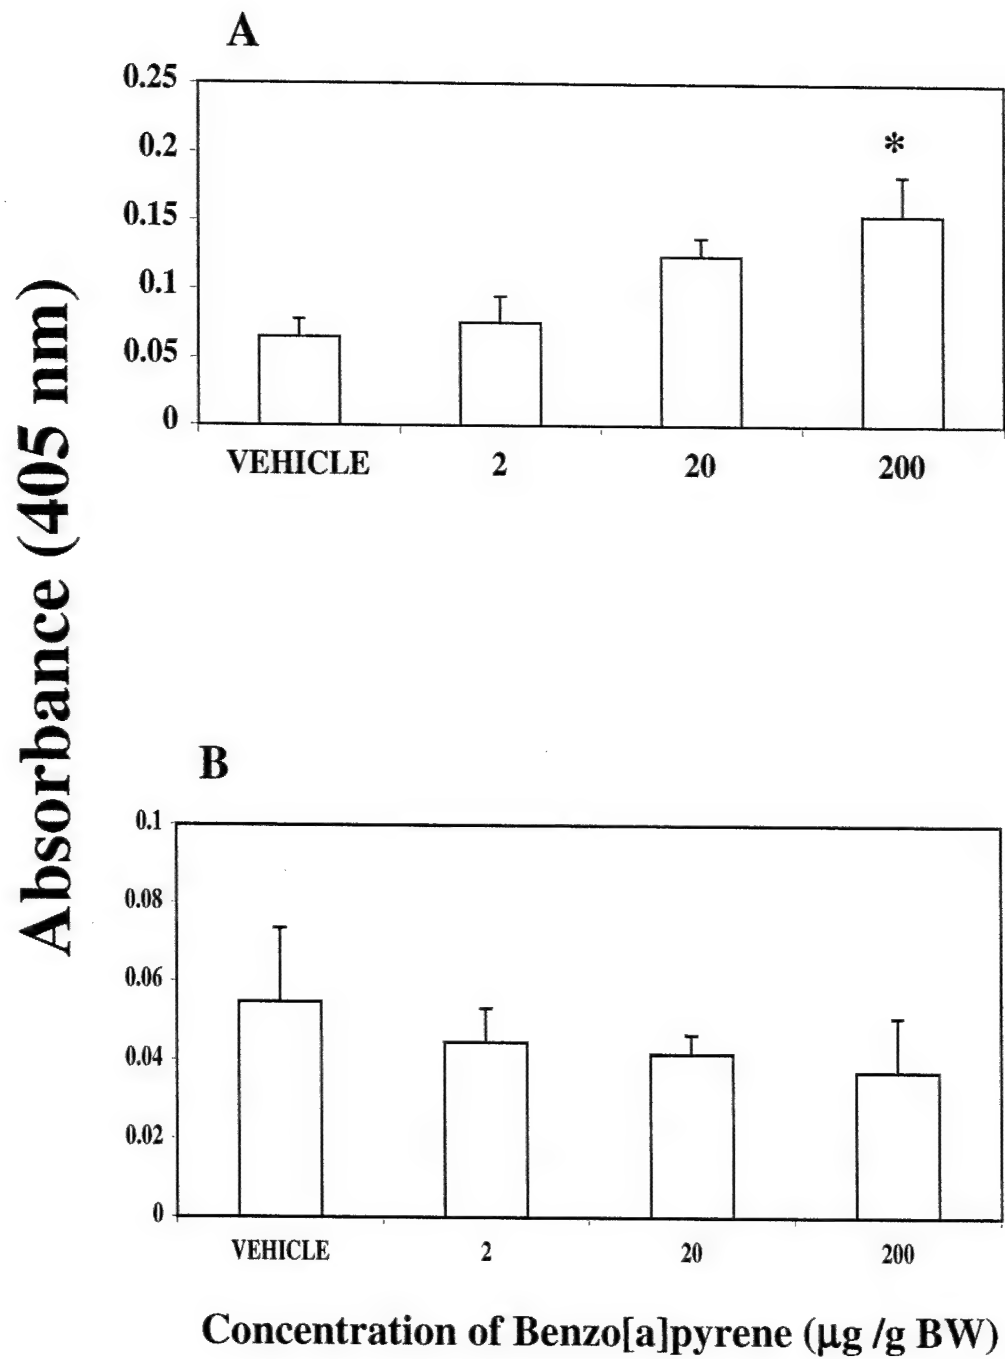 A
0.25
0.2
0.15
0.1
0.05
0
*
VEHICLE 2 20 200
Absorbance (405 nm)
B
0.1
0.08
0.06
0.04
0.02
0
VEHICLE 2 20 200
Concentration of Benzo[a]pyrene (μg /g BW)